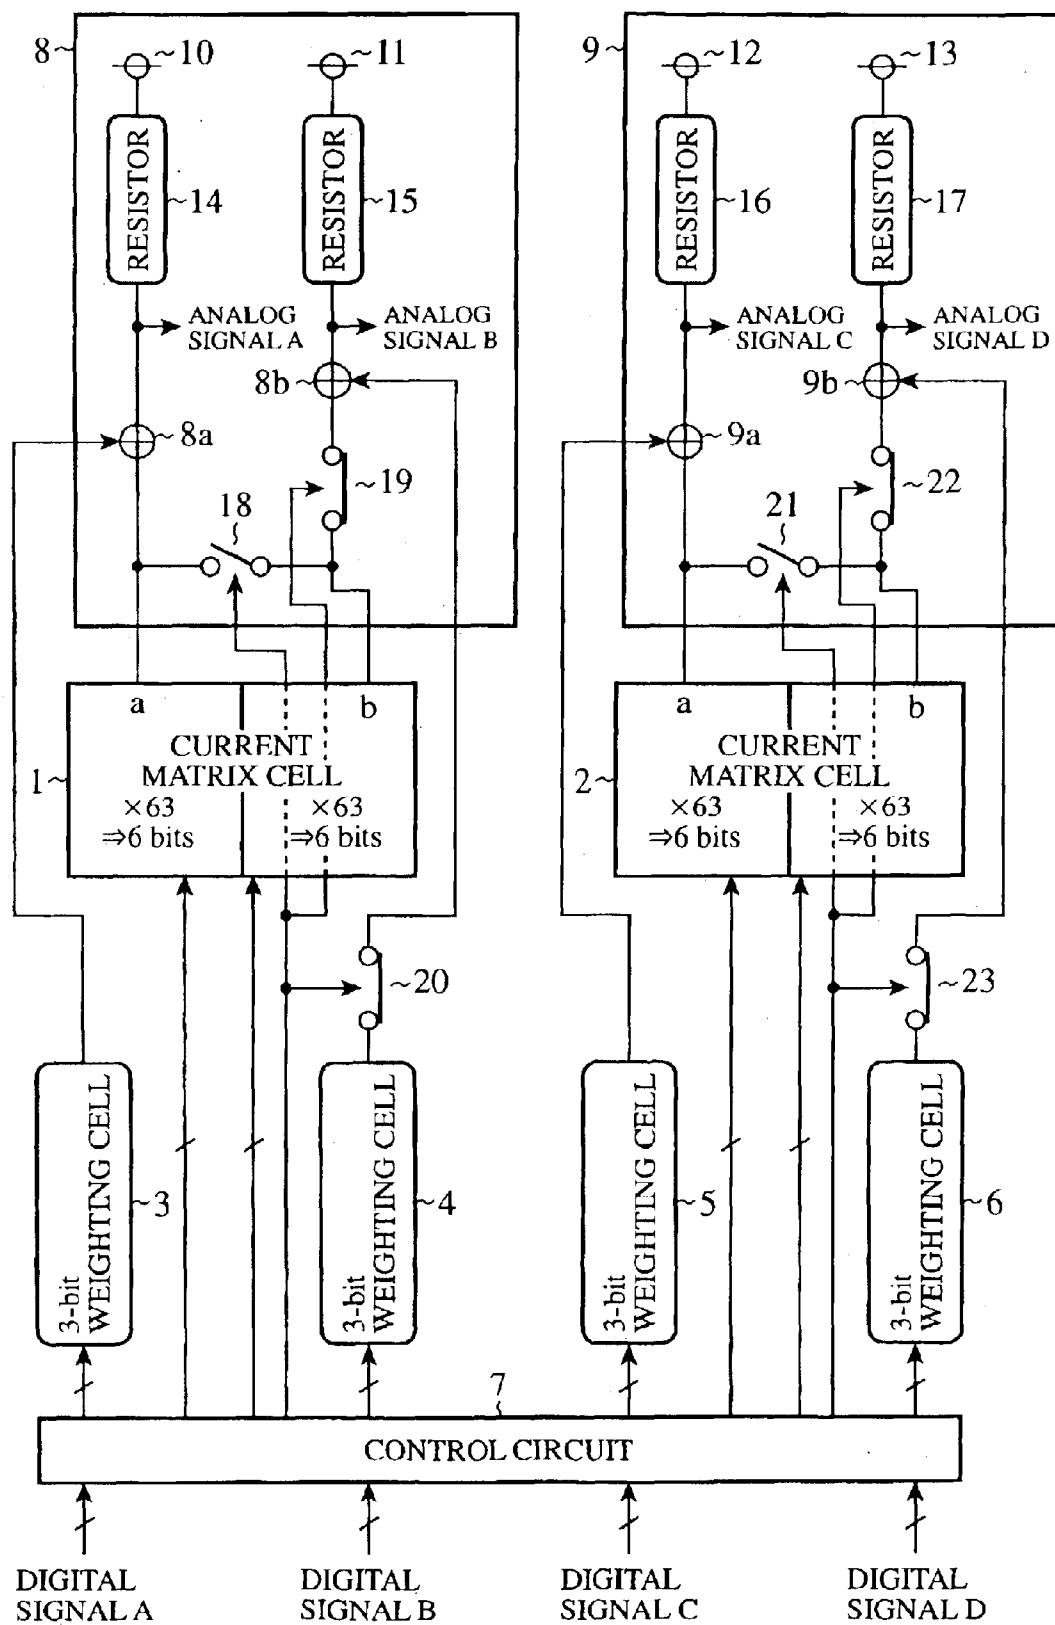 8
10
11
9
12
13
RESISTOR
14
RESISTOR
15
RESISTOR
16
RESISTOR
17
ANALOG
SIGNAL A
ANALOG
SIGNAL B
ANALOG
SIGNAL C
ANALOG
SIGNAL D
8b
9b
8a
9a
19
22
18
21
a
b
a
b
1
CURRENT
MATRIX CELL
×63
⇒6 bits
×63
⇒6 bits
2
CURRENT
MATRIX CELL
×63
⇒6 bits
×63
⇒6 bits
20
23
3-bit
WEIGHTING CELL
3
3-bit
WEIGHTING CELL
4
3-bit
WEIGHTING CELL
5
3-bit
WEIGHTING CELL
6
7
CONTROL CIRCUIT
DIGITAL
SIGNAL A
DIGITAL
SIGNAL B
DIGITAL
SIGNAL C
DIGITAL
SIGNAL D